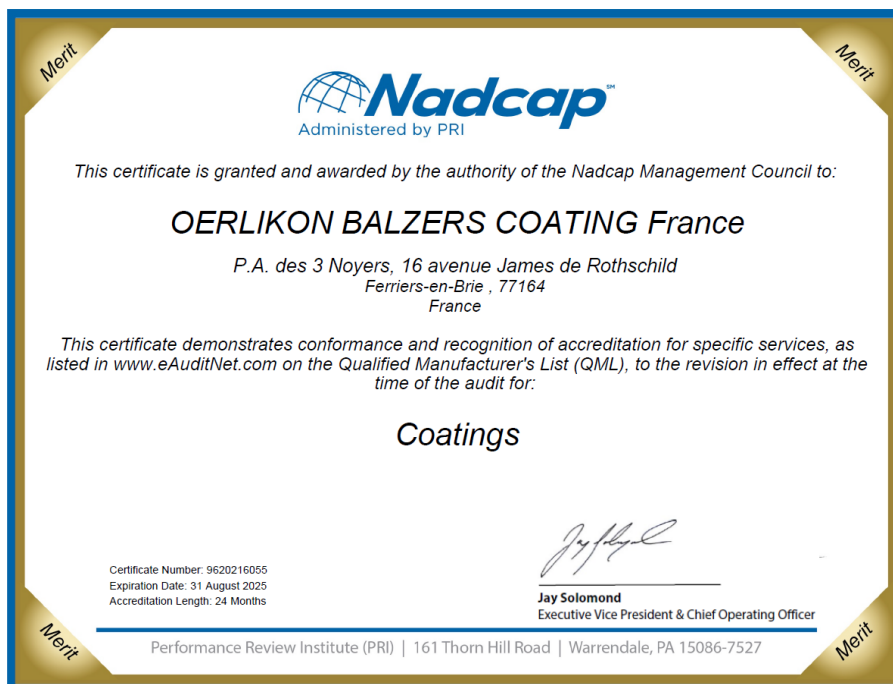 Merit
Merit
Nadcap℠
Administered by PRI
This certificate is granted and awarded by the authority of the Nadcap Management Council to:
OERLIKON BALZERS COATING France
P.A. des 3 Noyers, 16 avenue James de Rothschild
Ferriers-en-Brie , 77164
France
This certificate demonstrates conformance and recognition of accreditation for specific services, as
listed in www.eAuditNet.com on the Qualified Manufacturer's List (QML), to the revision in effect at the
time of the audit for:
Coatings
Certificate Number: 9620216055
Expiration Date: 31 August 2025
Accreditation Length: 24 Months
Jay Solomond
Executive Vice President & Chief Operating Officer
Merit
Merit
Performance Review Institute (PRI) | 161 Thorn Hill Road | Warrendale, PA 15086-7527